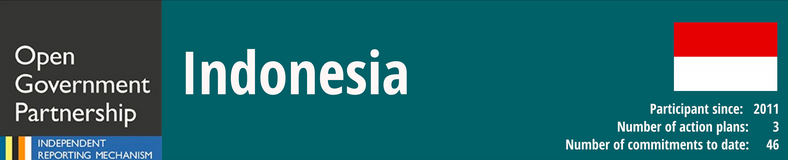 Open
Government
Partnership
INDEPENDENT
REPORTING MECHANISM
Indonesia
Participant since: 2011
Number of action plans: 3
Number of commitments to date: 46